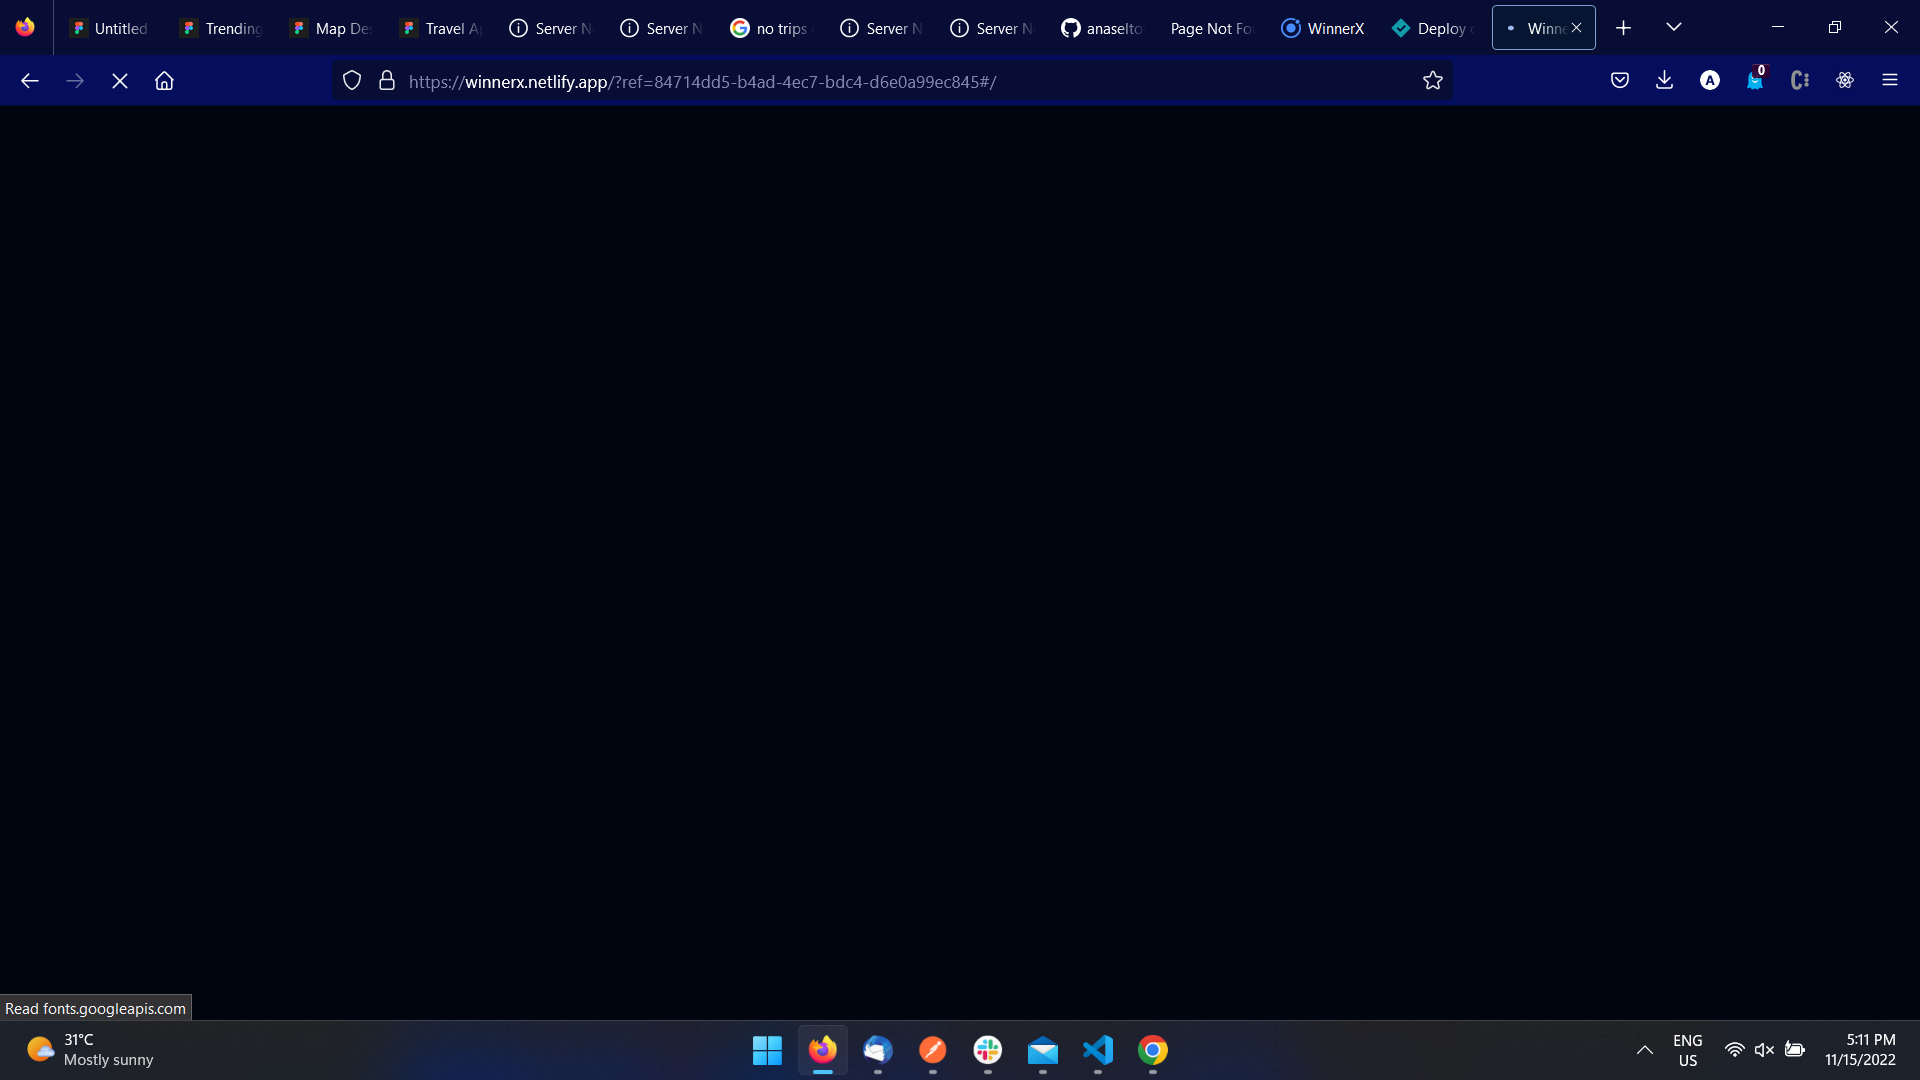 Untitled
Trending
Map De
Travel A
Server N
Server N
no trips
Server N
Server N
anaselto
Page Not Fou
WinnerX
Deploy
Winne
https://winnerx.netlify.app/?ref=84714dd5-b4ad-4ec7-bdc4-d6e0a99ec845#/
A
0
Read fonts.googleapis.com
31°C
Mostly sunny
ENG
US
5:11 PM
11/15/2022